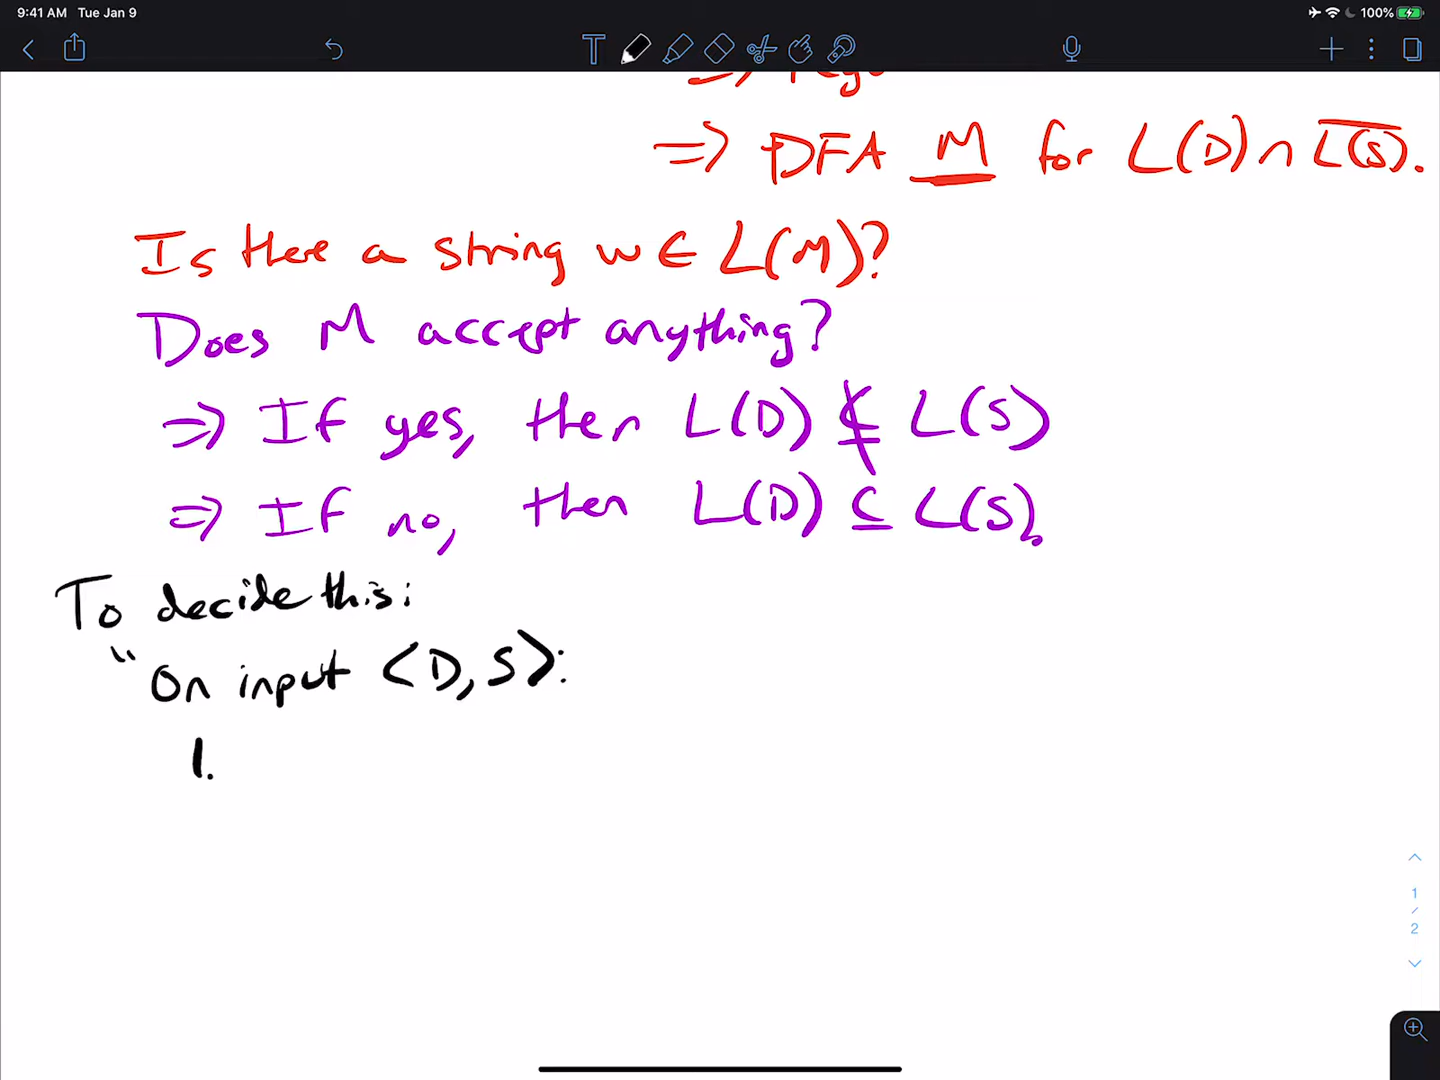 9:41 AM Tue Jan 9 100%
⇒ DFA M for L(D) ∩ \overline{L(S)}.
Is there a string w ∈ L(M)?
Does M accept anything?
⇒ If yes, then L(D) ⊈ L(S)
⇒ If no, then L(D) ⊆ L(S).
To decide this:
"On input <D, S>:
1.
1
/
2